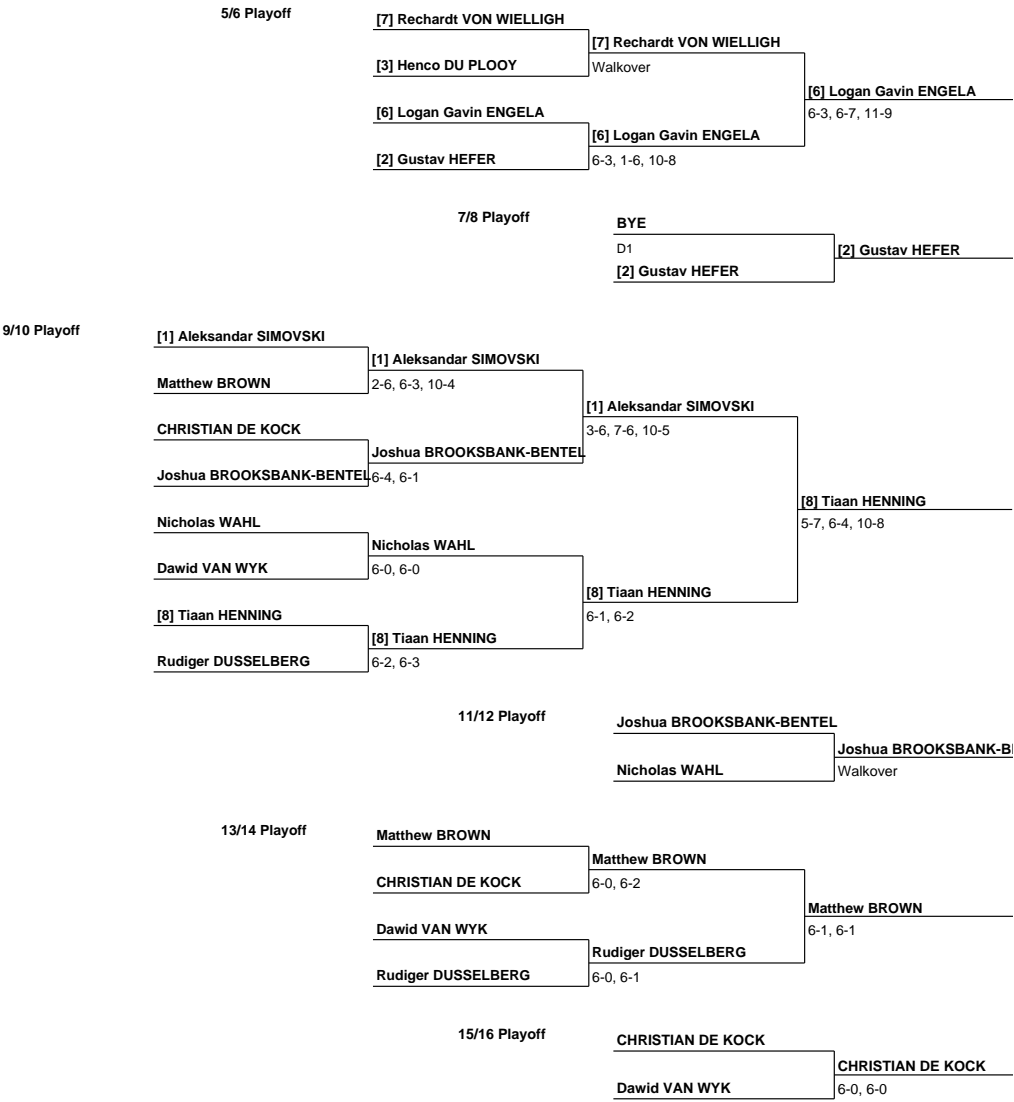 5/6 Playoff
[7] Rechardt VON WIELLIGH
[7] Rechardt VON WIELLIGH
[3] Henco DU PLOOY
Walkover
[6] Logan Gavin ENGELA
[6] Logan Gavin ENGELA
6-3, 6-7, 11-9
[6] Logan Gavin ENGELA
[2] Gustav HEFER
6-3, 1-6, 10-8
7/8 Playoff
BYE
D1
[2] Gustav HEFER
[2] Gustav HEFER
9/10 Playoff
[1] Aleksandar SIMOVSKI
[1] Aleksandar SIMOVSKI
Matthew BROWN
2-6, 6-3, 10-4
[1] Aleksandar SIMOVSKI
CHRISTIAN DE KOCK
3-6, 7-6, 10-5
Joshua BROOKSBANK-BENTEL
Joshua BROOKSBANK-BENTEL
6-4, 6-1
[8] Tiaan HENNING
Nicholas WAHL
5-7, 6-4, 10-8
Nicholas WAHL
Dawid VAN WYK
6-0, 6-0
[8] Tiaan HENNING
[8] Tiaan HENNING
6-1, 6-2
[8] Tiaan HENNING
Rudiger DUSSELBERG
6-2, 6-3
11/12 Playoff
Joshua BROOKSBANK-BENTEL
Joshua BROOKSBANK-B
Nicholas WAHL
Walkover
13/14 Playoff
Matthew BROWN
Matthew BROWN
CHRISTIAN DE KOCK
6-0, 6-2
Matthew BROWN
Dawid VAN WYK
6-1, 6-1
Rudiger DUSSELBERG
Rudiger DUSSELBERG
6-0, 6-1
15/16 Playoff
CHRISTIAN DE KOCK
CHRISTIAN DE KOCK
Dawid VAN WYK
6-0, 6-0